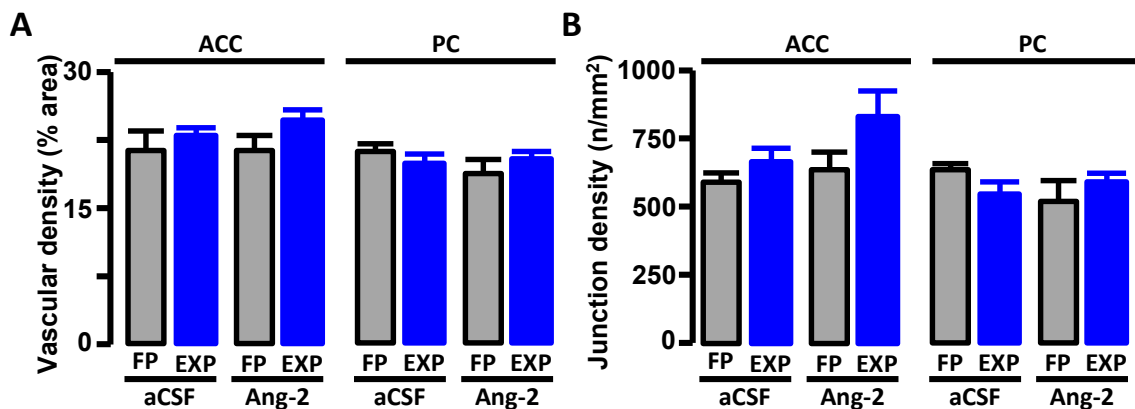 A
ACC
PC
Vascular density (% area)
30
15
0
FP EXP FP EXP FP EXP FP EXP
aCSF Ang-2 aCSF Ang-2
B
ACC
PC
Junction density (n/mm²)
1000
750
500
250
0
FP EXP FP EXP FP EXP FP EXP
aCSF Ang-2 aCSF Ang-2